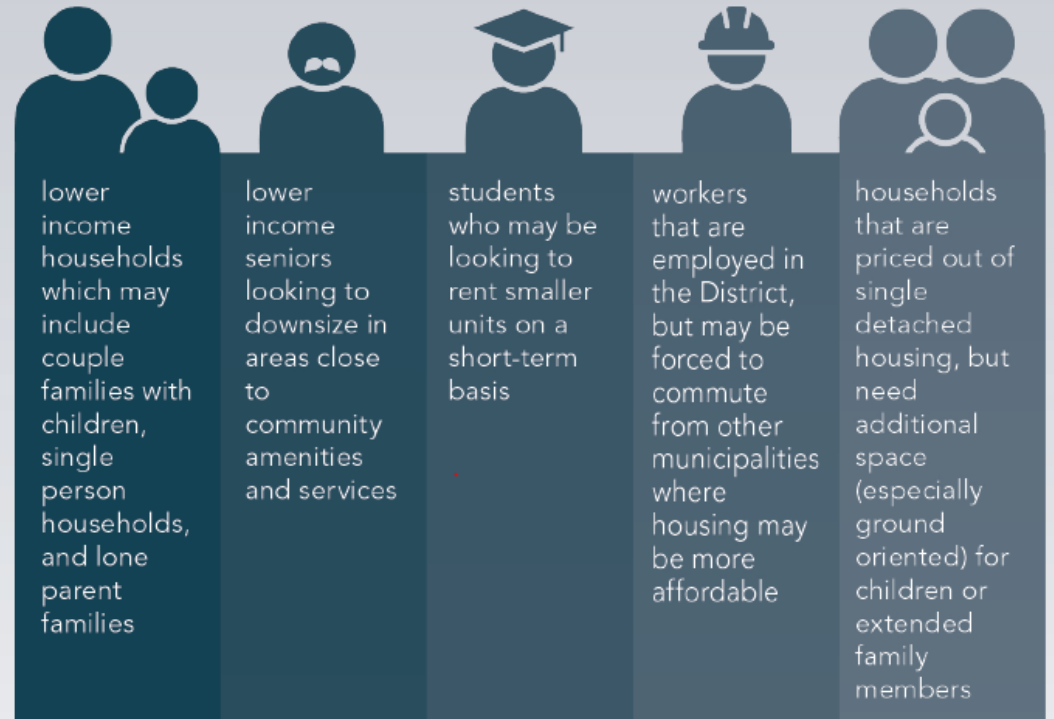 lower
income
households
which may
include
couple
families with
children,
single
person
households,
and lone
parent
families
lower
income
seniors
looking to
downsize in
areas close
to
community
amenities
and services
students
who may be
looking to
rent smaller
units on a
short-term
basis
workers
that are
employed in
the District,
but may be
forced to
commute
from other
municipalities
where
housing may
be more
affordable
households
that are
priced out of
single
detached
housing, but
need
additional
space
(especially
ground
oriented) for
children or
extended
family
members